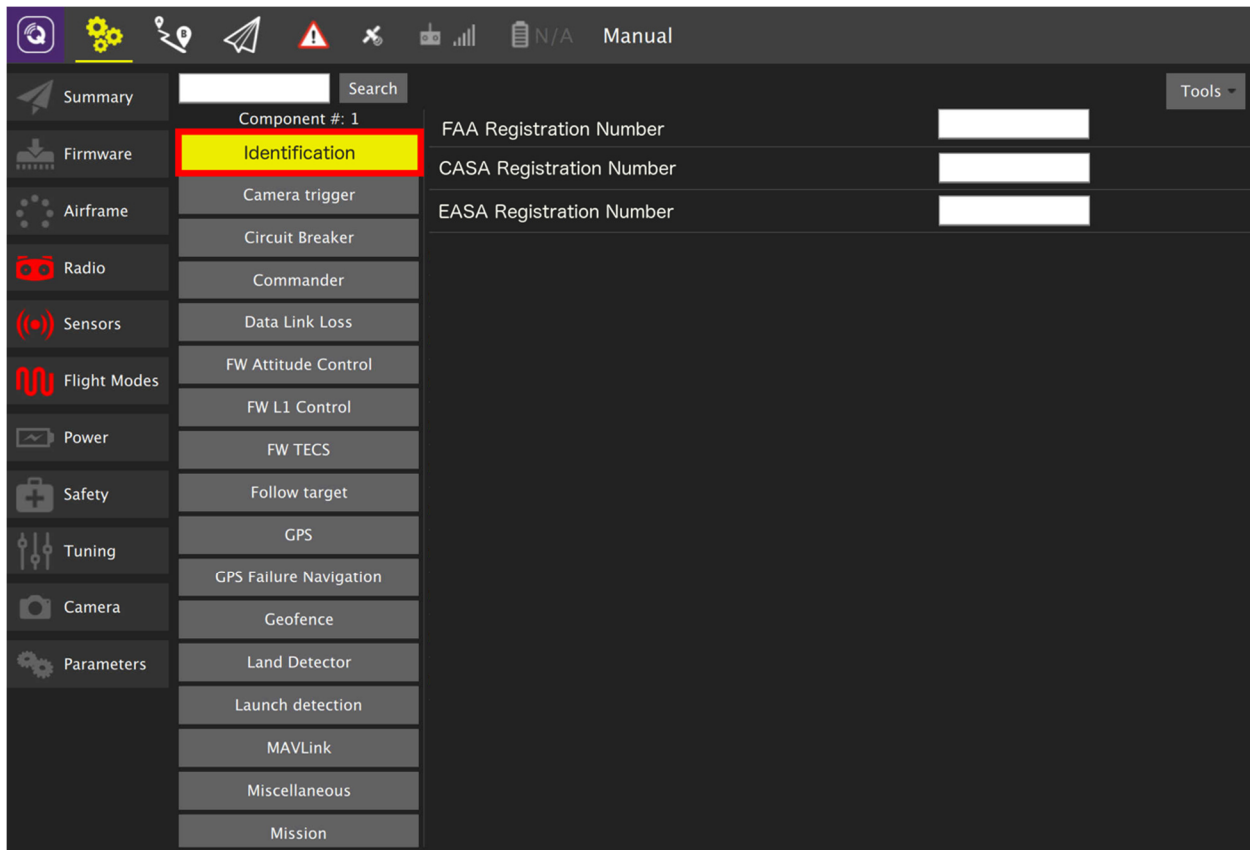 N/A Manual
Summary
Firmware
Airframe
Radio
Sensors
Flight Modes
Power
Safety
Tuning
Camera
Parameters
Search
Component #: 1
Identification
Camera trigger
Circuit Breaker
Commander
Data Link Loss
FW Attitude Control
FW L1 Control
FW TECS
Follow target
GPS
GPS Failure Navigation
Geofence
Land Detector
Launch detection
MAVLink
Miscellaneous
Mission
Tools
FAA Registration Number
CASA Registration Number
EASA Registration Number